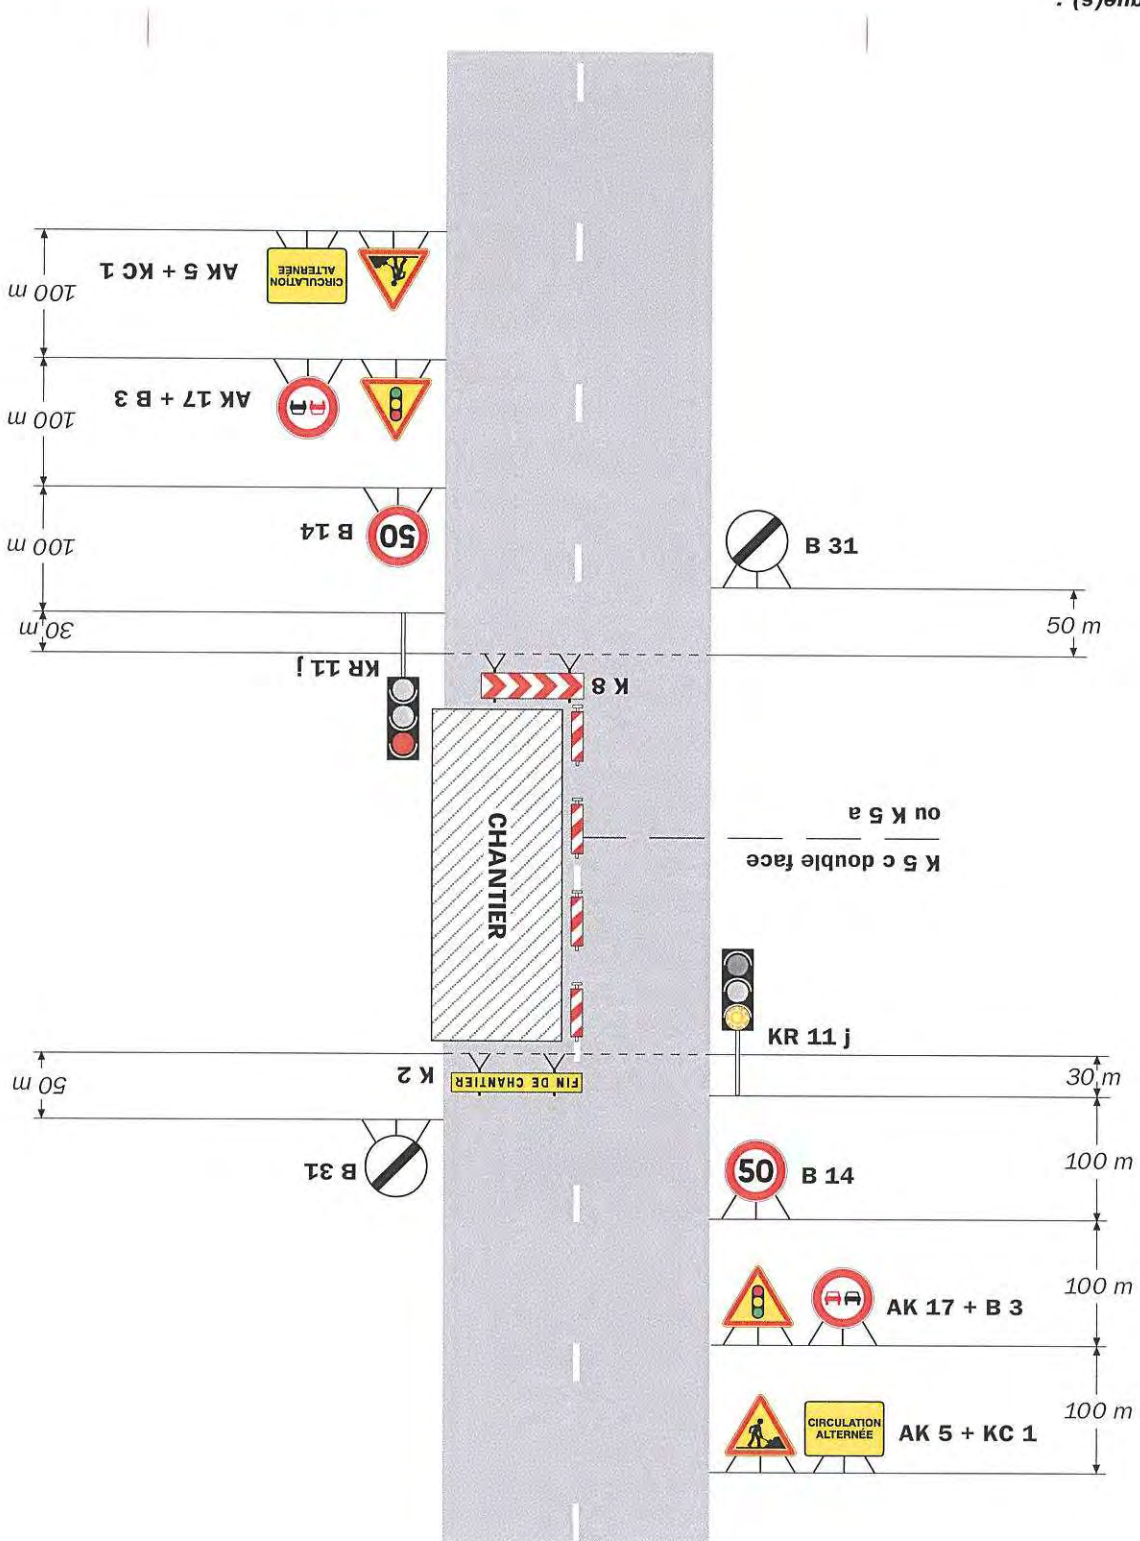 AK 5 + KC 1
CIRCULATION
ALTERNÉE
100 m
AK 17 + B 3
100 m
B 14
50
100 m
30 m
KR 11 j
K 8
B 31
50 m
CHANTIER
K 5 c double face
ou K 5 a
KR 11 j
30 m
K 2
FIN DE CHANTIER
50 m
B 31
50
B 14
100 m
AK 17 + B 3
100 m
CIRCULATION
ALTERNÉE
AK 5 + KC 1
100 m